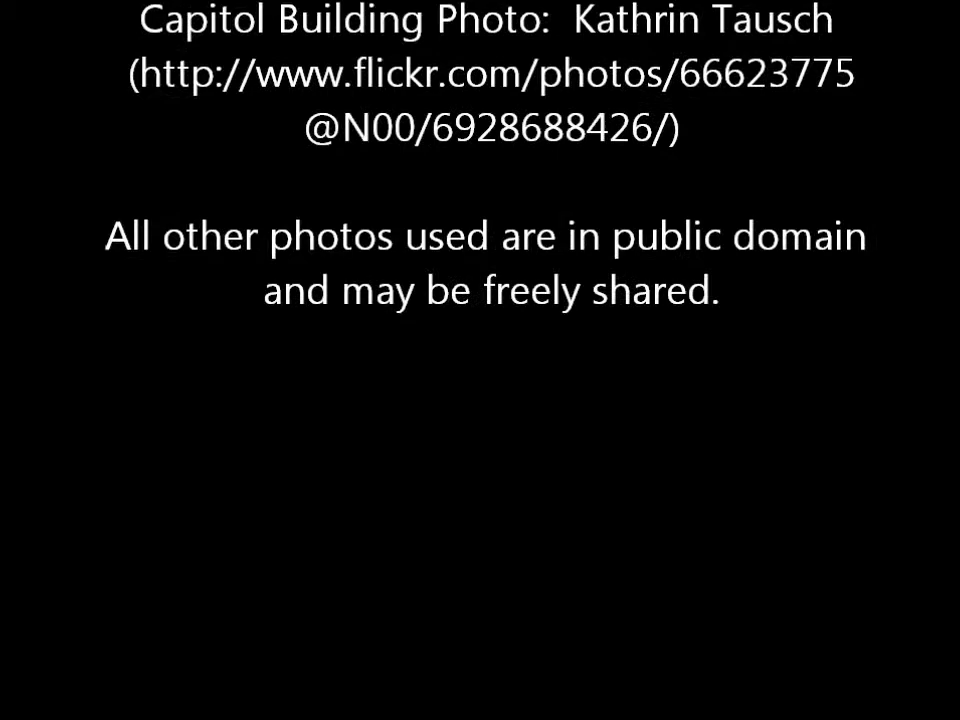 Capitol Building Photo:  Kathrin Tausch
(http://www.flickr.com/photos/66623775
@N00/6928688426/)
All other photos used are in public domain
and may be freely shared.